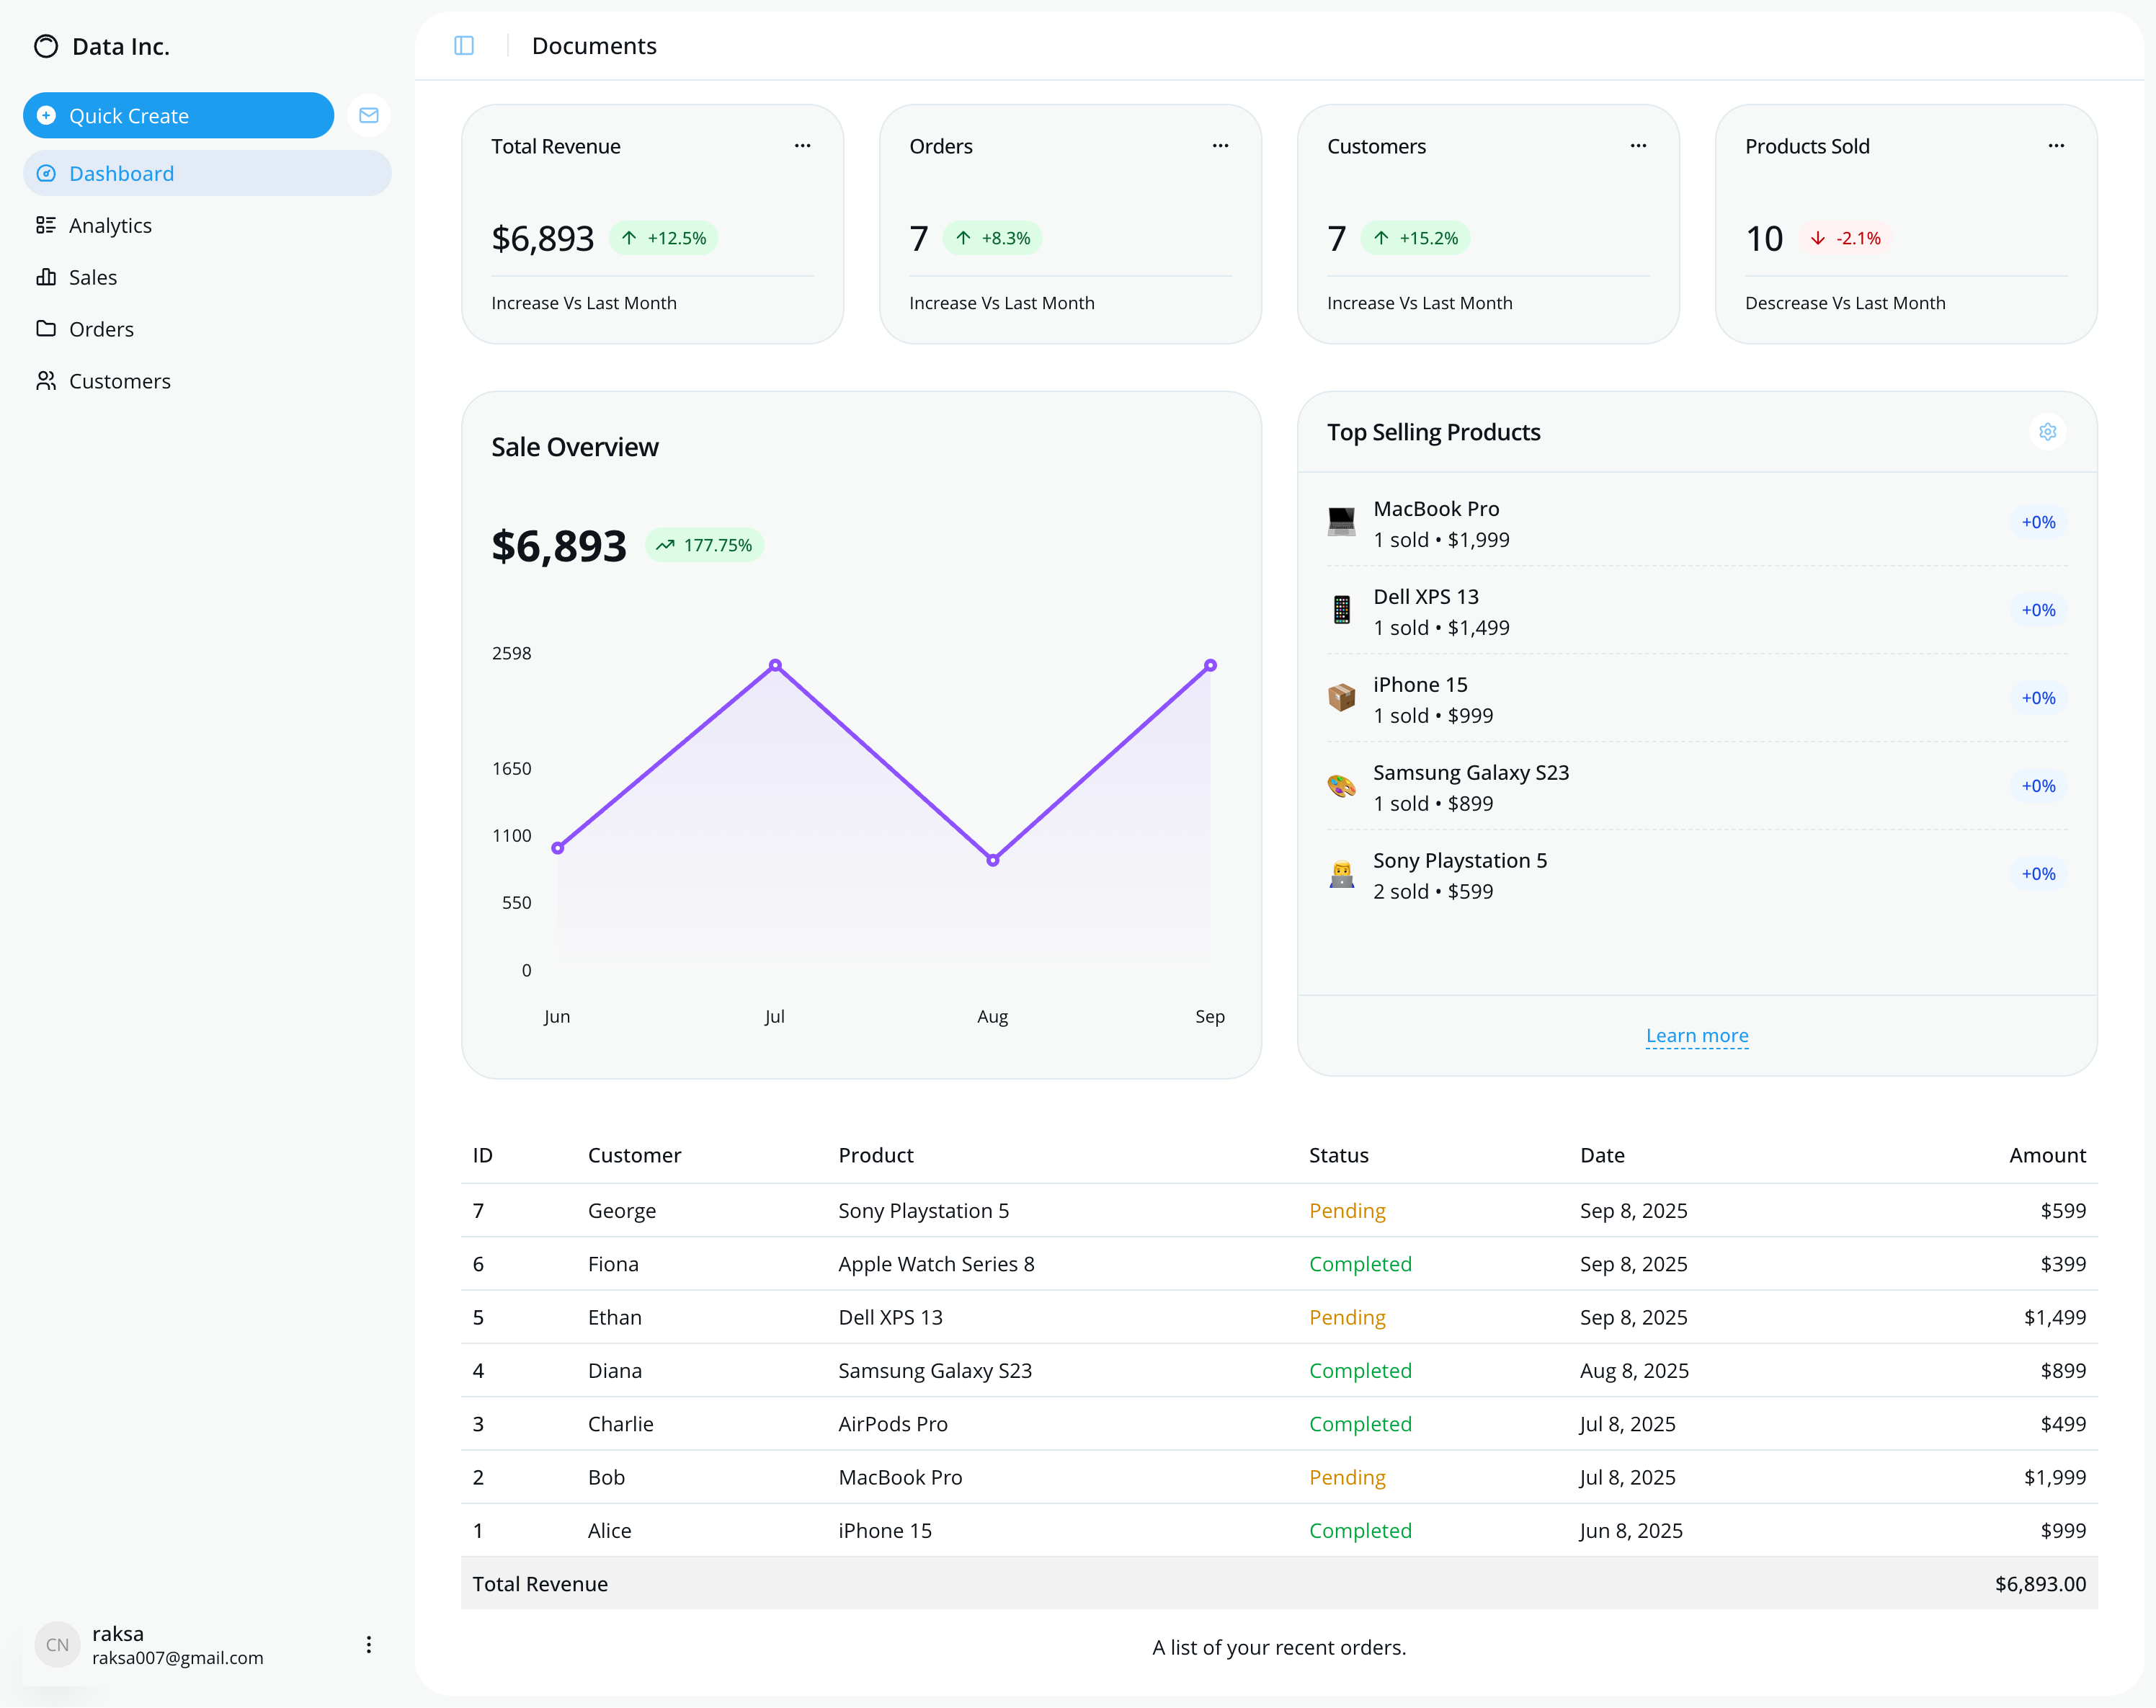 Data Inc.
Quick Create
Dashboard
Analytics
Sales
Orders
Customers
raksa
raksa007@gmail.com
CN
Documents
Total Revenue
$6,893 +12.5%
Increase Vs Last Month
Orders
7 +8.3%
Increase Vs Last Month
Customers
7 +15.2%
Increase Vs Last Month
Products Sold
10 -2.1%
Descrease Vs Last Month
Sale Overview
$6,893 177.75%
2598
1650
1100
550
0
Jun Jul Aug Sep
Top Selling Products
MacBook Pro
1 sold • $1,999
+0%
Dell XPS 13
1 sold • $1,499
+0%
iPhone 15
1 sold • $999
+0%
Samsung Galaxy S23
1 sold • $899
+0%
Sony Playstation 5
2 sold • $599
+0%
Learn more
ID Customer Product Status Date Amount
7 George Sony Playstation 5 Pending Sep 8, 2025 $599
6 Fiona Apple Watch Series 8 Completed Sep 8, 2025 $399
5 Ethan Dell XPS 13 Pending Sep 8, 2025 $1,499
4 Diana Samsung Galaxy S23 Completed Aug 8, 2025 $899
3 Charlie AirPods Pro Completed Jul 8, 2025 $499
2 Bob MacBook Pro Pending Jul 8, 2025 $1,999
1 Alice iPhone 15 Completed Jun 8, 2025 $999
Total Revenue $6,893.00
A list of your recent orders.